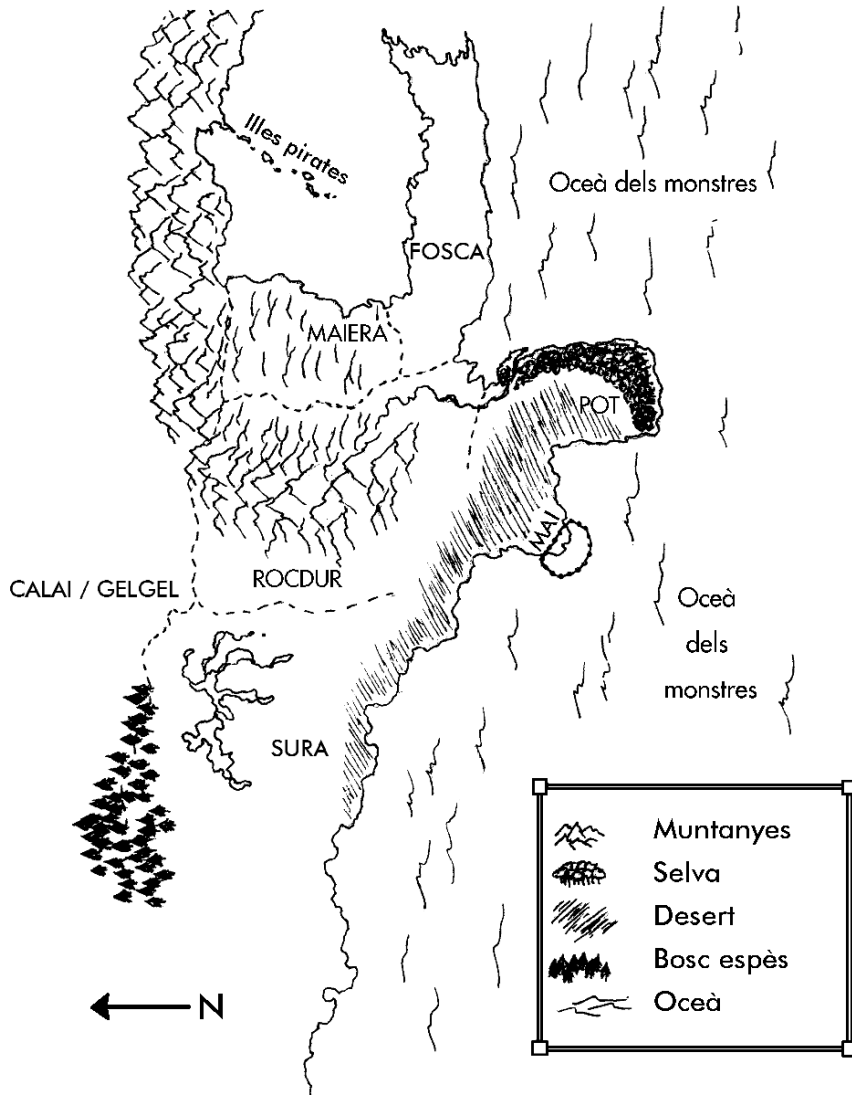 Illes pirates
Oceà dels monstres
FOSCA
MAIERA
POT
MAI
CALAI / GELGEL
ROCDUR
Oceà
dels
monstres
SURA
Muntanyes
Selva
Desert
Bosc espès
Oceà
N